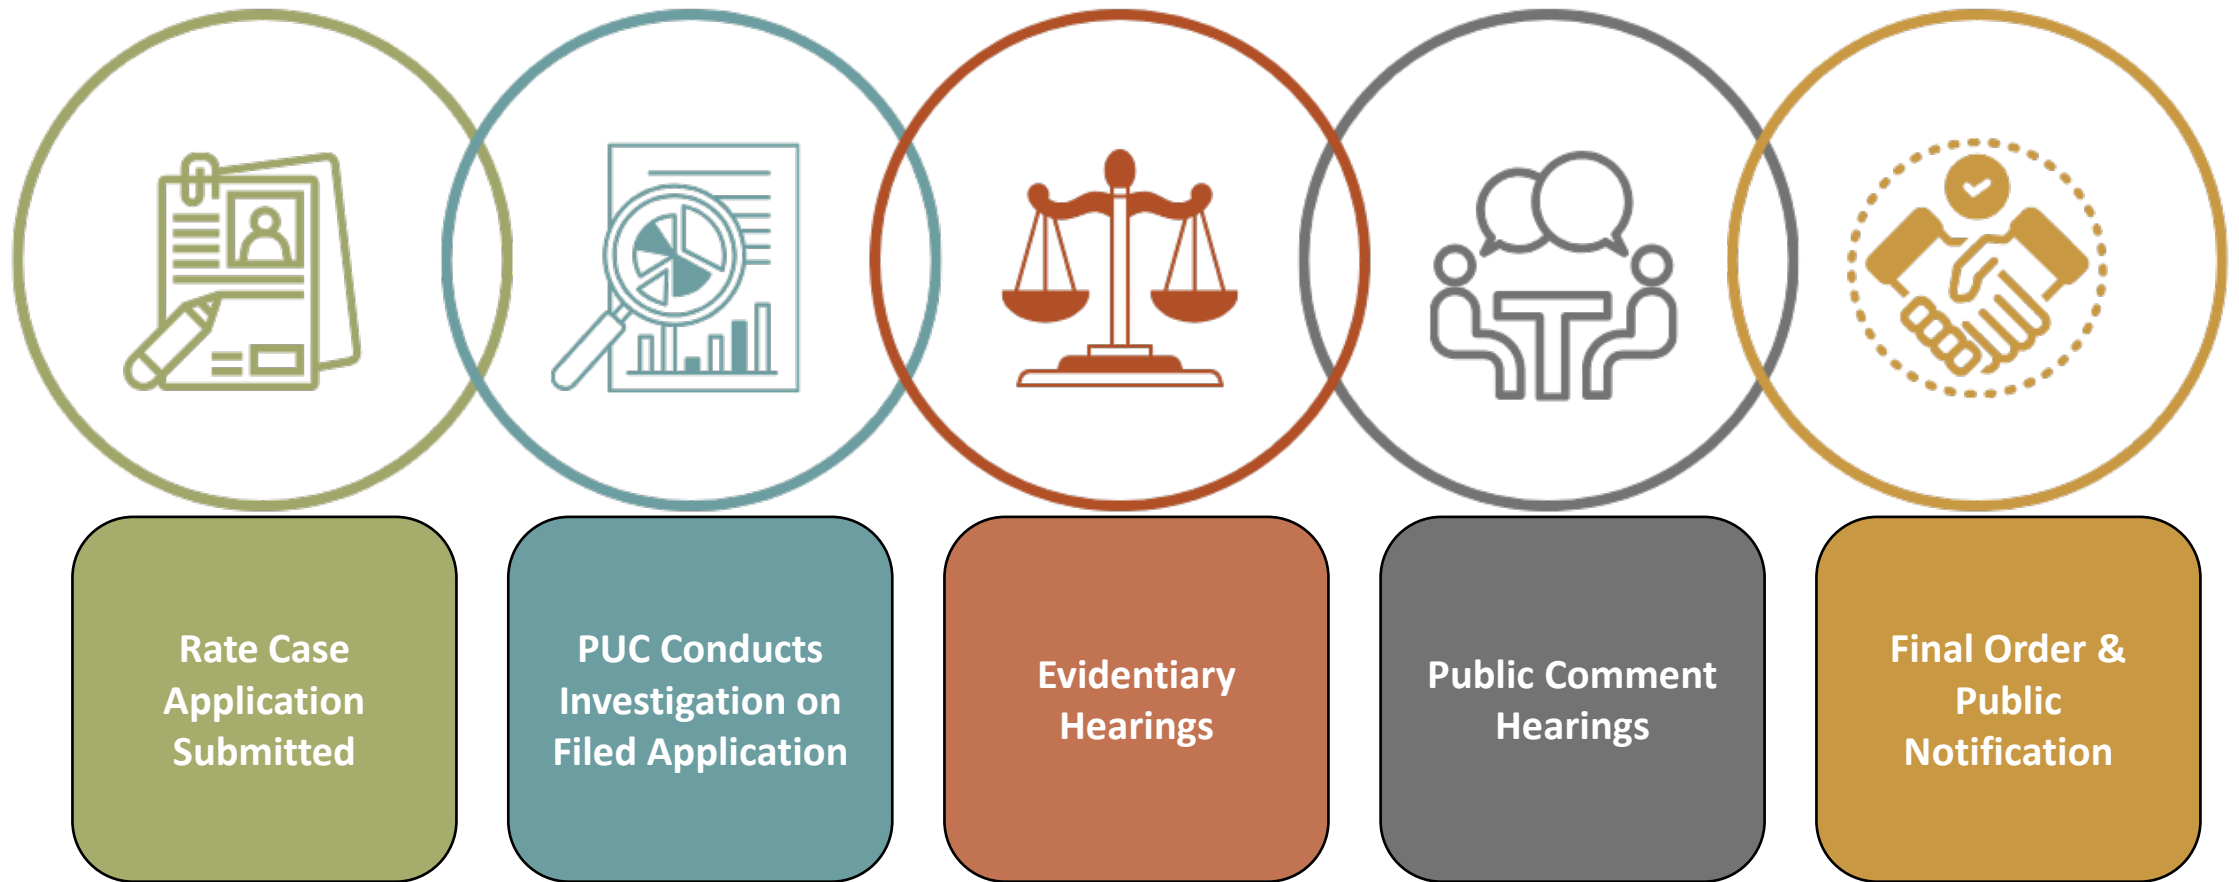 Rate Case
Application
Submitted
PUC Conducts
Investigation on
Filed Application
Evidentiary
Hearings
Public Comment
Hearings
Final Order &
Public
Notification